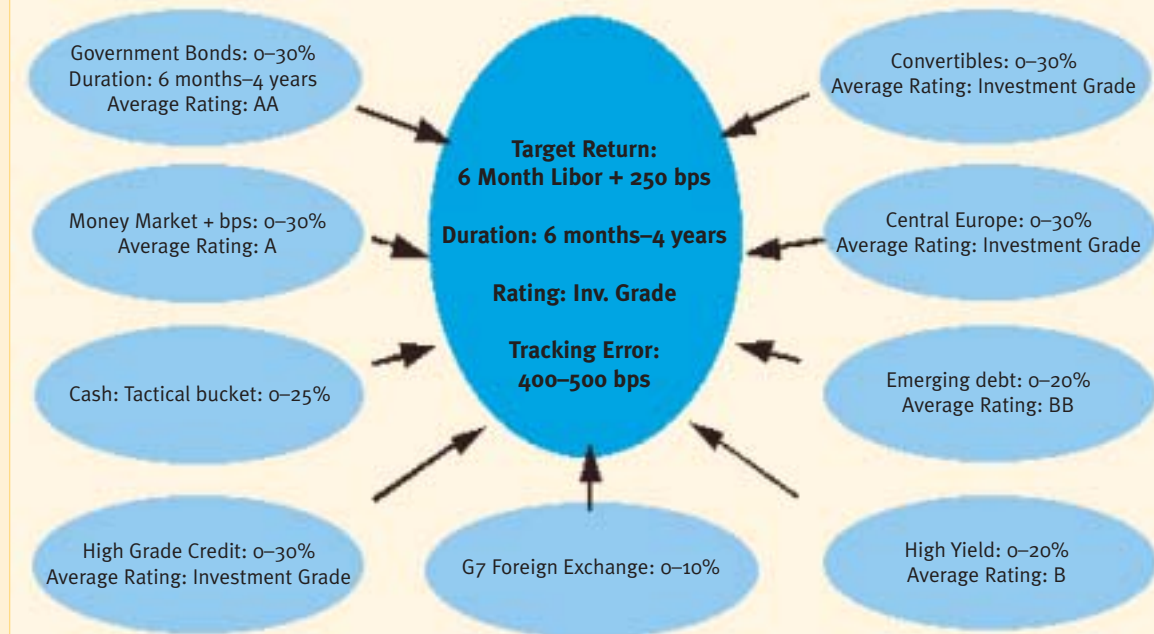 Government Bonds: 0–30%
Duration: 6 months–4 years
Average Rating: AA
Convertibles: 0–30%
Average Rating: Investment Grade
Target Return:
6 Month Libor + 250 bps
Duration: 6 months–4 years
Rating: Inv. Grade
Tracking Error:
400–500 bps
Money Market + bps: 0–30%
Average Rating: A
Central Europe: 0–30%
Average Rating: Investment Grade
Cash: Tactical bucket: 0–25%
Emerging debt: 0–20%
Average Rating: BB
High Grade Credit: 0–30%
Average Rating: Investment Grade
G7 Foreign Exchange: 0–10%
High Yield: 0–20%
Average Rating: B